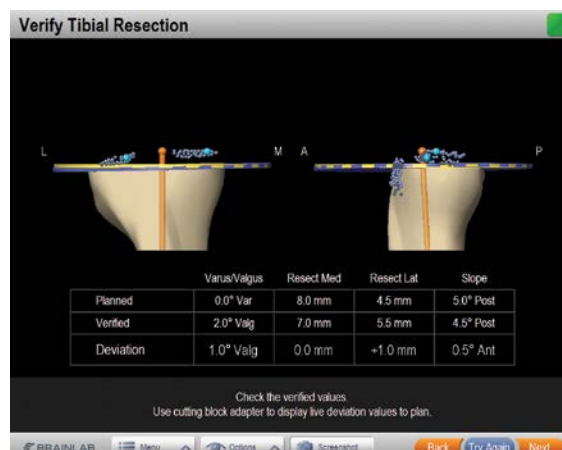 Verify Tibial Resection
L M A P
Varus/Valgus Resect Med Resect Lat Slope
Planned 0.0° Var 8.0 mm 4.5 mm 5.0° Post
Verified 2.0° Valg 7.0 mm 5.5 mm 4.5° Post
Deviation 1.0° Valg 0.0 mm +1.0 mm 0.5° Ant
Check the verified values.
Use cutting block adapter to display live deviation values to plan.
BRAINLAB Menu Options Screenshot Back Try Again Next